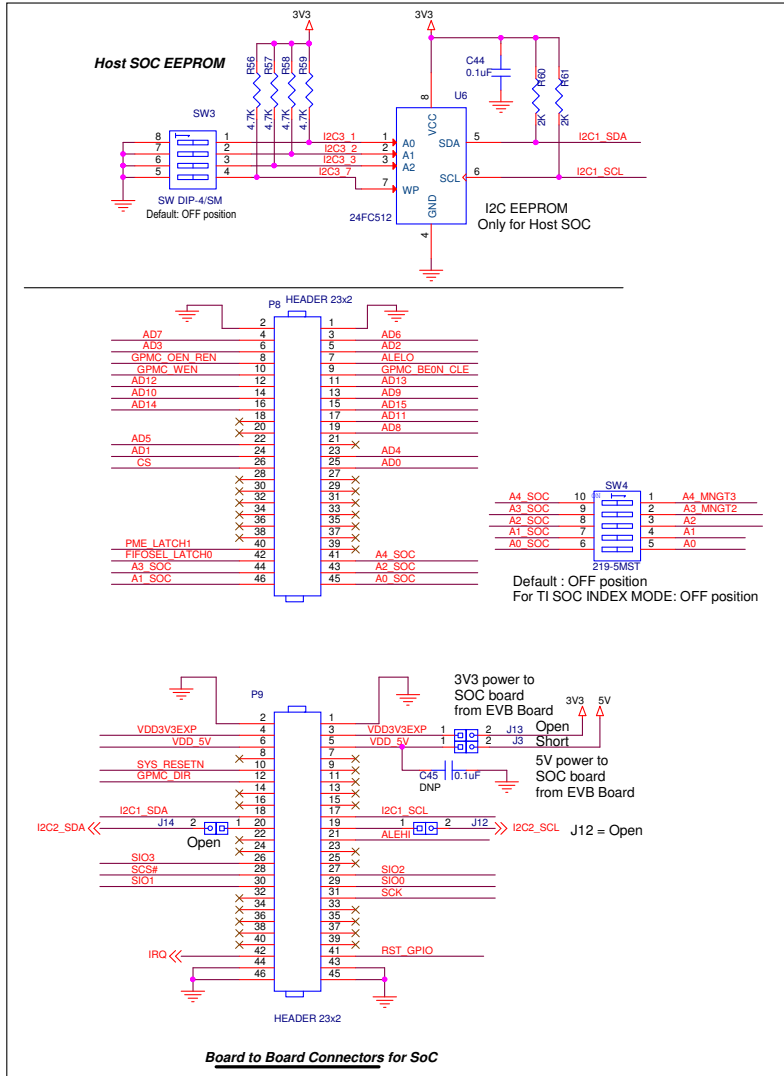 3V3 3V3
Host SOC EEPROM
R56 R57 R58 R59
4.7K 4.7K 4.7K 4.7K
C44
0.1uF
R60 R61
2K 2K
U6
SW3
8 1 I2C3_1 1 A0
7 2 I2C3_2 2 A1
6 3 I2C3_3 3 A2
5 4 I2C3_7 7 WP
8 VCC
SDA 5 I2C1_SDA
SCL 6 I2C1_SCL
GND 4
SW DIP-4/SM
Default: OFF position
24FC512
I2C EEPROM
Only for Host SOC
P8 HEADER 23x2
2 1
AD7 4 3 AD6
AD3 6 5 AD2
GPMC_OEN_REN 8 7 ALELO
GPMC_WEN 10 9 GPMC_BE0N_CLE
AD12 12 11 AD13
AD10 14 13 AD9
AD14 16 15 AD15
18 17 AD11
20 19 AD8
AD5 22 21
AD1 24 23 AD4
CS 26 25 AD0
28 27
30 29
32 31
34 33
36 35
38 37
PME_LATCH1 40 39
FIFOSEL_LATCH0 42 41 A4_SOC
A3_SOC 44 43 A2_SOC
A1_SOC 46 45 A0_SOC
SW4
ON
A4_SOC 10 1 A4_MNGT3
A3_SOC 9 2 A3_MNGT2
A2_SOC 8 3 A2
A1_SOC 7 4 A1
A0_SOC 6 5 A0
219-5MST
Default : OFF position
For TI SOC INDEX MODE: OFF position
P9
3V3 power to
SOC board
from EVB Board
3V3 5V
2 1
VDD3V3EXP 4 3 VDD3V3EXP 1 2 J13 Open
VDD_5V 6 5 VDD_5V 1 2 J3 Short
8 7
SYS_RESETN 10 9
GPMC_DIR 12 11
C45 0.1uF
DNP
5V power to
SOC board
from EVB Board
14 13
16 15
I2C1_SDA 18 17 I2C1_SCL
I2C2_SDA J14 2 1 20 19 1 2 J12 I2C2_SCL
J12 = Open
Open
22 21 ALEHI
24 23
SIO3 26 25
SCS# 28 27 SIO2
SIO1 30 29 SIO0
32 31 SCK
34 33
36 35
38 37
40 39
IRQ 42 41 RST_GPIO
44 43
46 45
HEADER 23x2
Board to Board Connectors for SoC